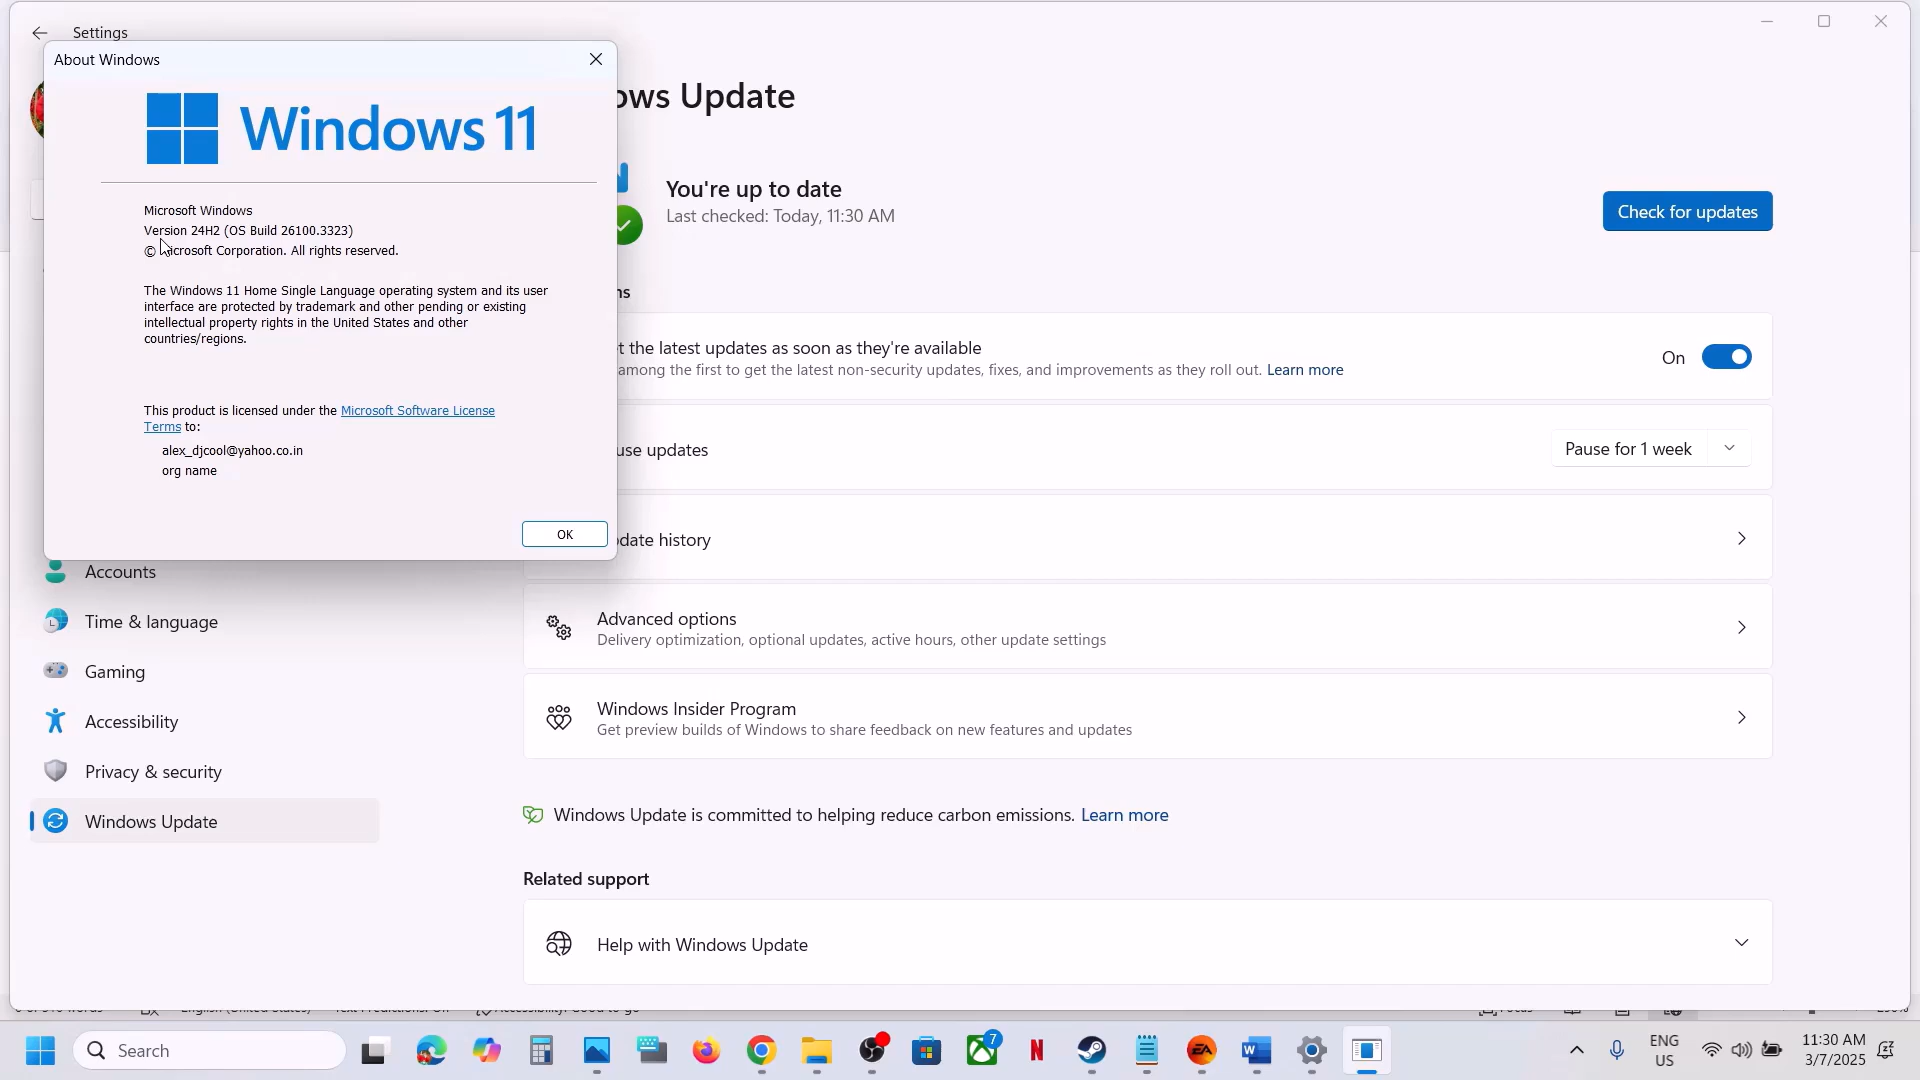 Settings
About Windows
Windows 11
Microsoft Windows
Version 24H2 (OS Build 26100.3323)
© Microsoft Corporation. All rights reserved.
The Windows 11 Home Single Language operating system and its user
interface are protected by trademark and other pending or existing
intellectual property rights in the United States and other
countries/regions.
This product is licensed under the Microsoft Software License
Terms to:
alex_djcool@yahoo.co.in
org name
OK
ows Update
You're up to date
Last checked: Today, 11:30 AM
Check for updates
ns
t the latest updates as soon as they're available
among the first to get the latest non-security updates, fixes, and improvements as they roll out. Learn more
On
use updates
Pause for 1 week
date history
Advanced options
Delivery optimization, optional updates, active hours, other update settings
Windows Insider Program
Get preview builds of Windows to share feedback on new features and updates
Windows Update is committed to helping reduce carbon emissions. Learn more
Related support
Help with Windows Update
Accounts
Time & language
Gaming
Accessibility
Privacy & security
Windows Update
Search
7
ENG
US
11:30 AM
3/7/2025